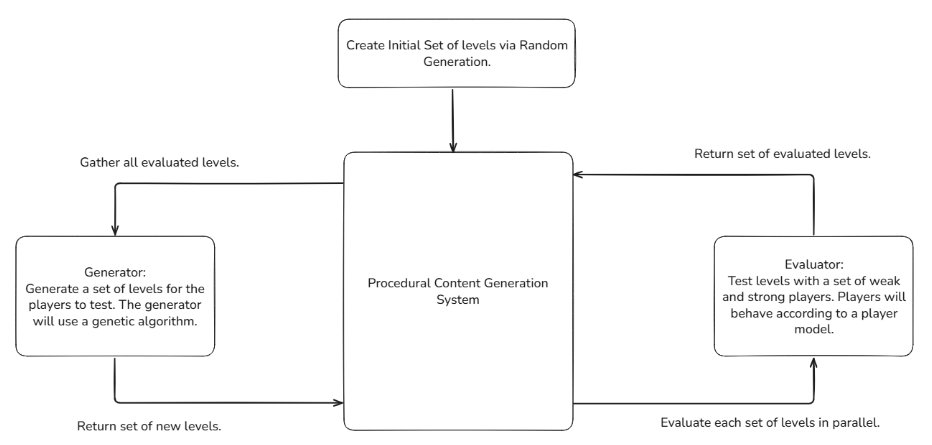 Create Initial Set of levels via Random
Generation.
Gather all evaluated levels.
Return set of evaluated levels.
Generator:
Generate a set of levels for the
players to test. The generator
will use a genetic algorithm.
Procedural Content Generation
System
Evaluator:
Test levels with a set of weak
and strong players. Players will
behave according to a player
model.
Return set of new levels.
Evaluate each set of levels in parallel.